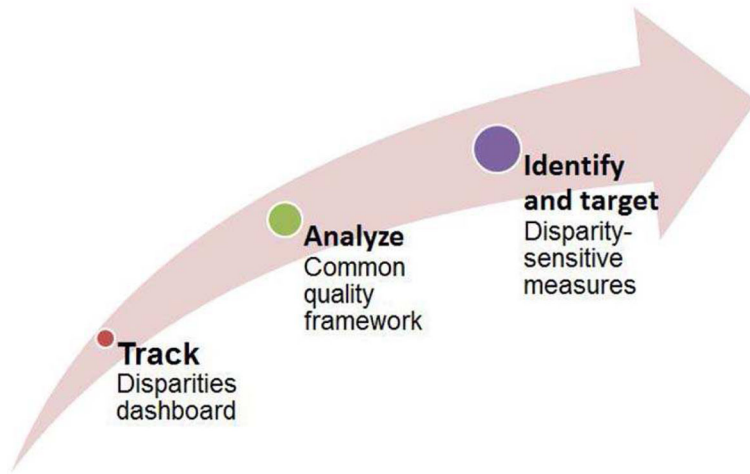 Track
Disparities
dashboard
Analyze
Common
quality
framework
Identify
and target
Disparity-
sensitive
measures